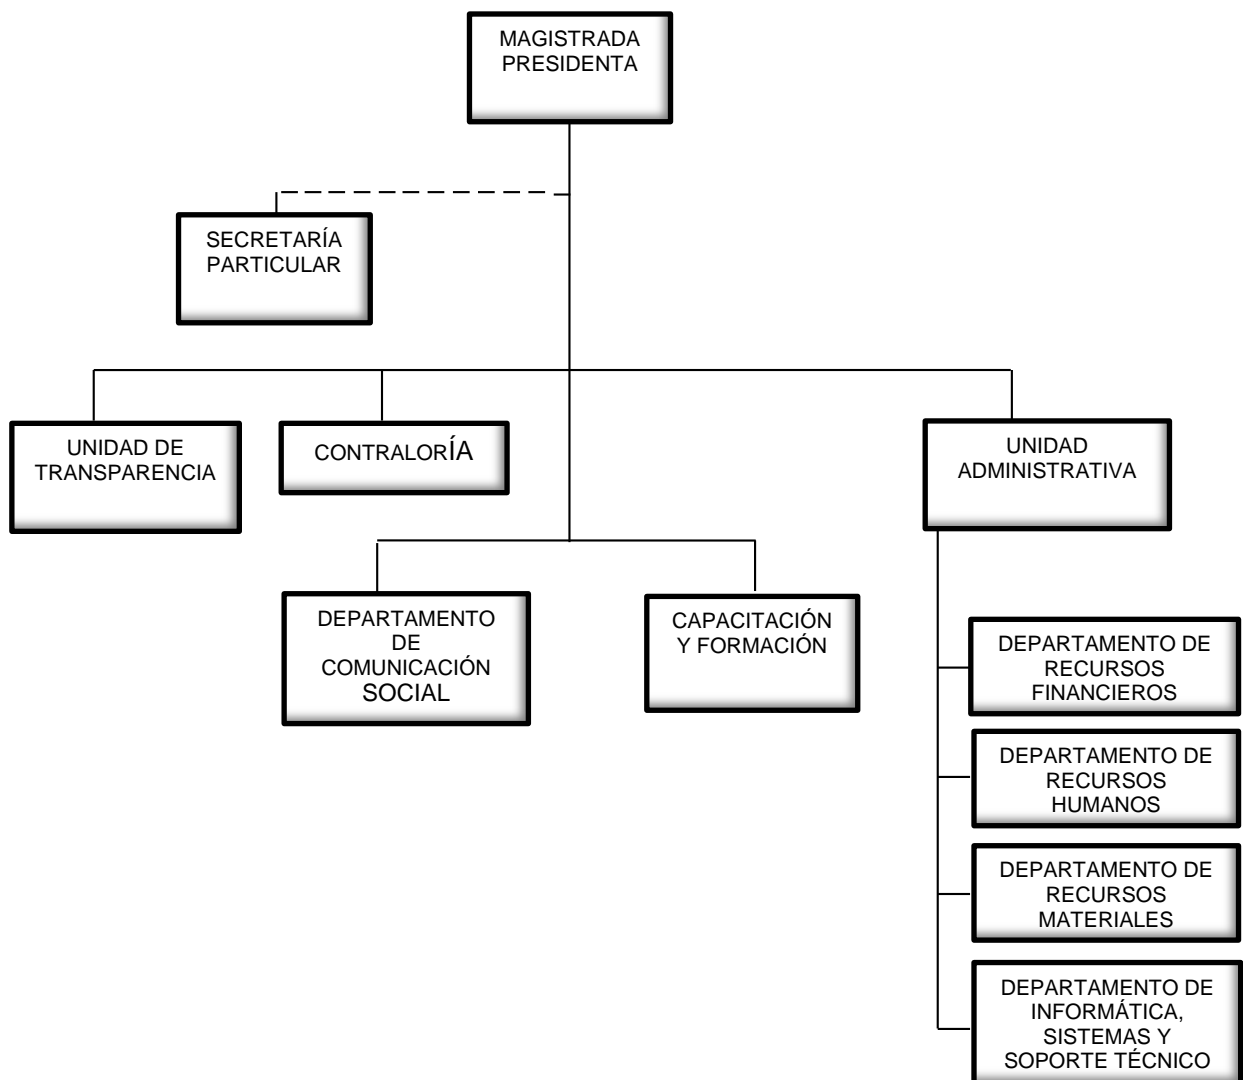 MAGISTRADA
PRESIDENTA
SECRETARÍA
PARTICULAR
UNIDAD DE
TRANSPARENCIA
CONTRALORÍA
UNIDAD
ADMINISTRATIVA
DEPARTAMENTO
DE
COMUNICACIÓN
SOCIAL
CAPACITACIÓN
Y FORMACIÓN
DEPARTAMENTO DE
RECURSOS
FINANCIEROS
DEPARTAMENTO DE
RECURSOS
HUMANOS
DEPARTAMENTO DE
RECURSOS
MATERIALES
DEPARTAMENTO DE
INFORMÁTICA,
SISTEMAS Y
SOPORTE TÉCNICO